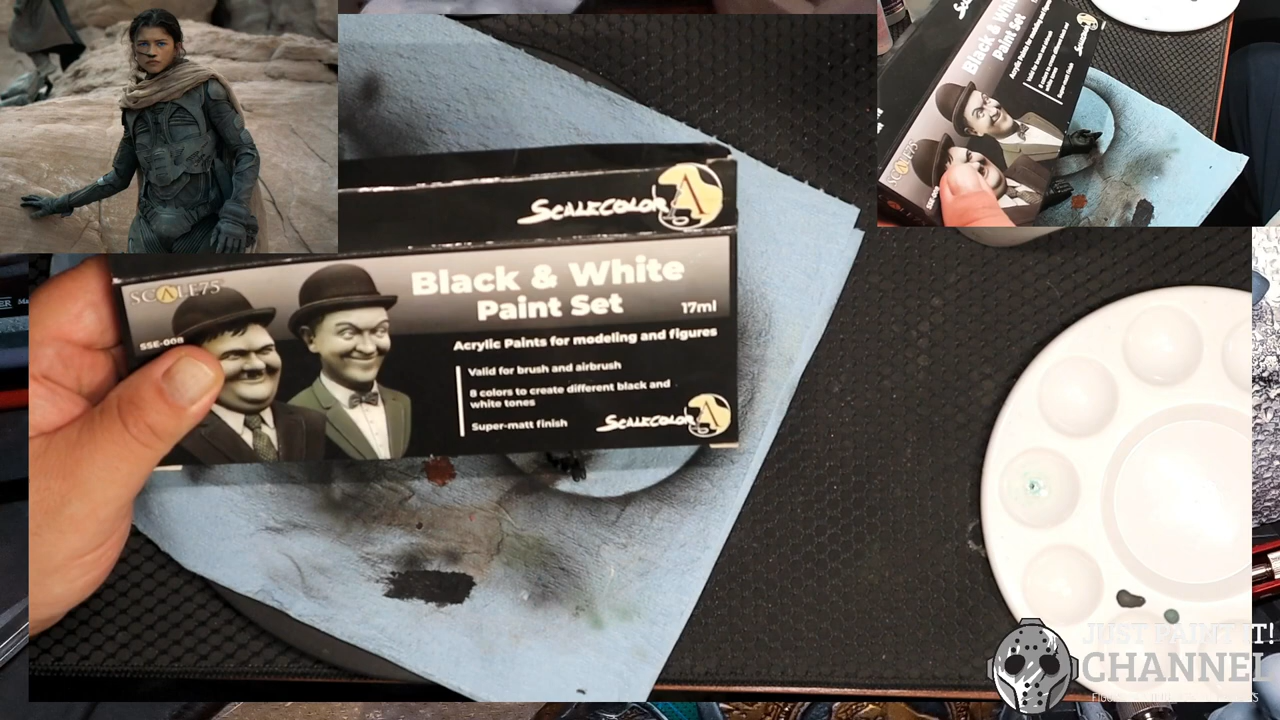 SCALECOLOR
SCALE75
Black & White
Paint Set
17ml
SSE-008
Acrylic Paints for modeling and figures
Valid for brush and airbrush
8 colors to create different black and
white tones
Super-matt finish
SCALECOLOR
Black & Whit
Paint Set
SCALE75
JUST PAINT IT!
CHANNEL